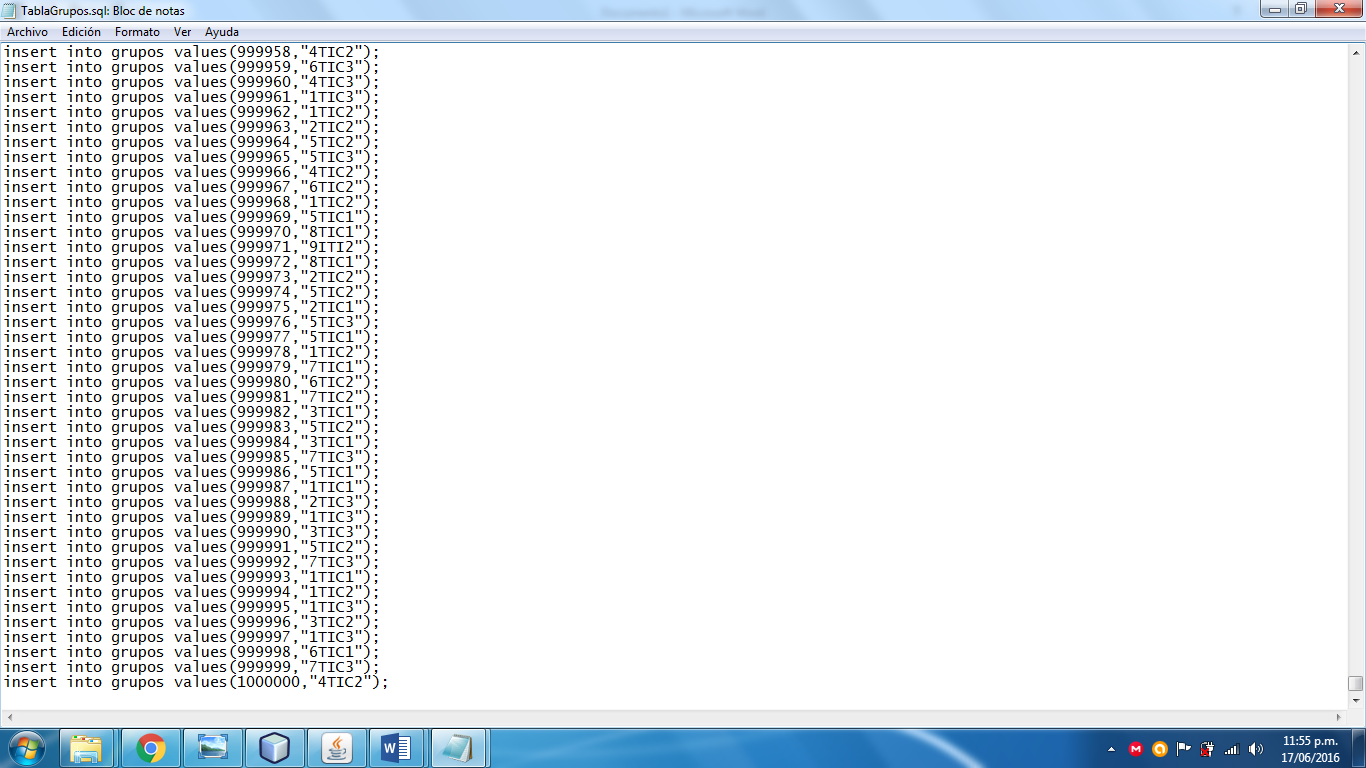 TablaGrupos.sql: Bloc de notas
Archivo Edición Formato Ver Ayuda
insert into grupos values(999958,"4TIC2");
insert into grupos values(999959,"6TIC3");
insert into grupos values(999960,"4TIC3");
insert into grupos values(999961,"1TIC3");
insert into grupos values(999962,"1TIC2");
insert into grupos values(999963,"2TIC2");
insert into grupos values(999964,"5TIC2");
insert into grupos values(999965,"5TIC3");
insert into grupos values(999966,"4TIC2");
insert into grupos values(999967,"6TIC2");
insert into grupos values(999968,"1TIC2");
insert into grupos values(999969,"5TIC1");
insert into grupos values(999970,"8TIC1");
insert into grupos values(999971,"9ITI2");
insert into grupos values(999972,"8TIC1");
insert into grupos values(999973,"2TIC2");
insert into grupos values(999974,"5TIC2");
insert into grupos values(999975,"2TIC1");
insert into grupos values(999976,"5TIC3");
insert into grupos values(999977,"5TIC1");
insert into grupos values(999978,"1TIC2");
insert into grupos values(999979,"7TIC1");
insert into grupos values(999980,"6TIC2");
insert into grupos values(999981,"7TIC2");
insert into grupos values(999982,"3TIC1");
insert into grupos values(999983,"5TIC2");
insert into grupos values(999984,"3TIC1");
insert into grupos values(999985,"7TIC3");
insert into grupos values(999986,"5TIC1");
insert into grupos values(999987,"1TIC1");
insert into grupos values(999988,"2TIC3");
insert into grupos values(999989,"1TIC3");
insert into grupos values(999990,"3TIC3");
insert into grupos values(999991,"5TIC2");
insert into grupos values(999992,"7TIC3");
insert into grupos values(999993,"1TIC1");
insert into grupos values(999994,"1TIC2");
insert into grupos values(999995,"1TIC3");
insert into grupos values(999996,"3TIC2");
insert into grupos values(999997,"1TIC3");
insert into grupos values(999998,"6TIC1");
insert into grupos values(999999,"7TIC3");
insert into grupos values(1000000,"4TIC2");
11:55 p.m.
17/06/2016